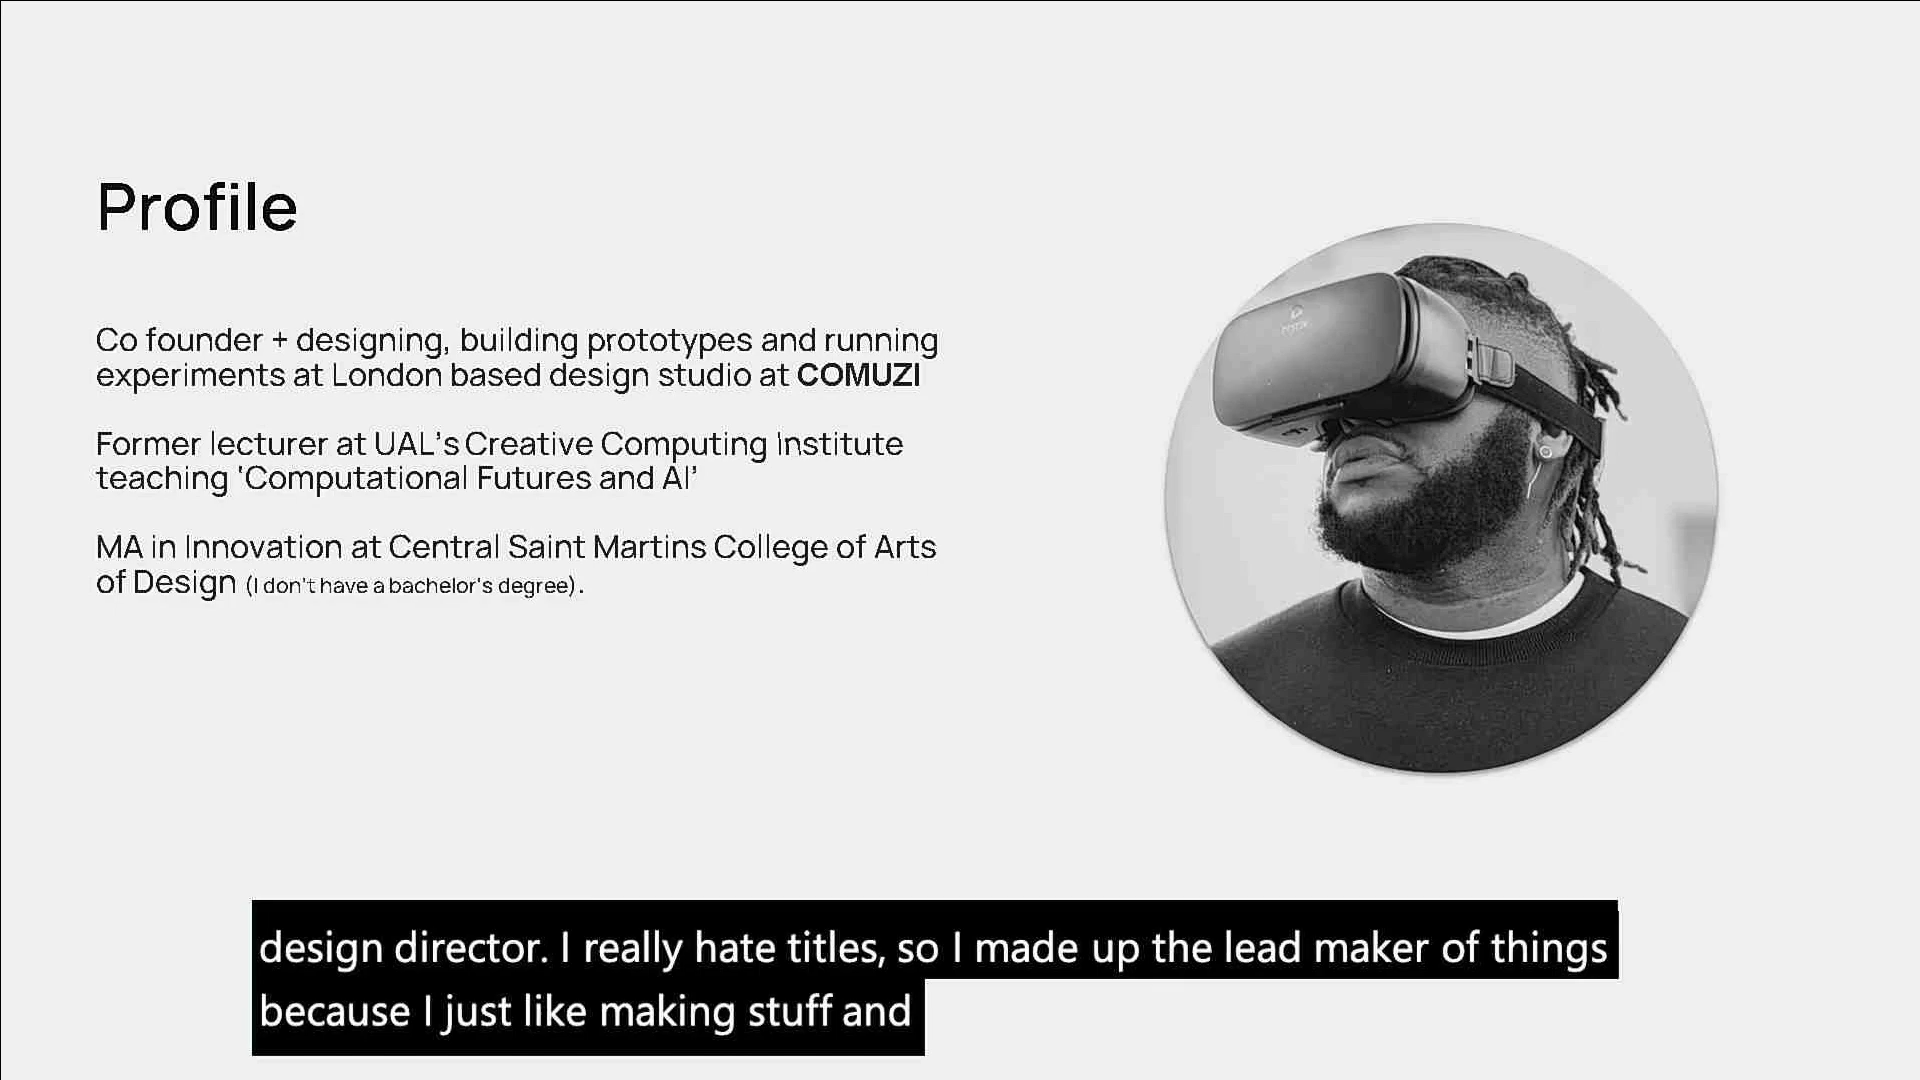 Profile
Co founder + designing, building prototypes and running
experiments at London based design studio at COMUZI
Former lecturer at UAL's Creative Computing Institute
teaching 'Computational Futures and AI'
MA in Innovation at Central Saint Martins College of Arts
of Design (I don't have a bachelor's degree).
design director. I really hate titles, so I made up the lead maker of things
because I just like making stuff and